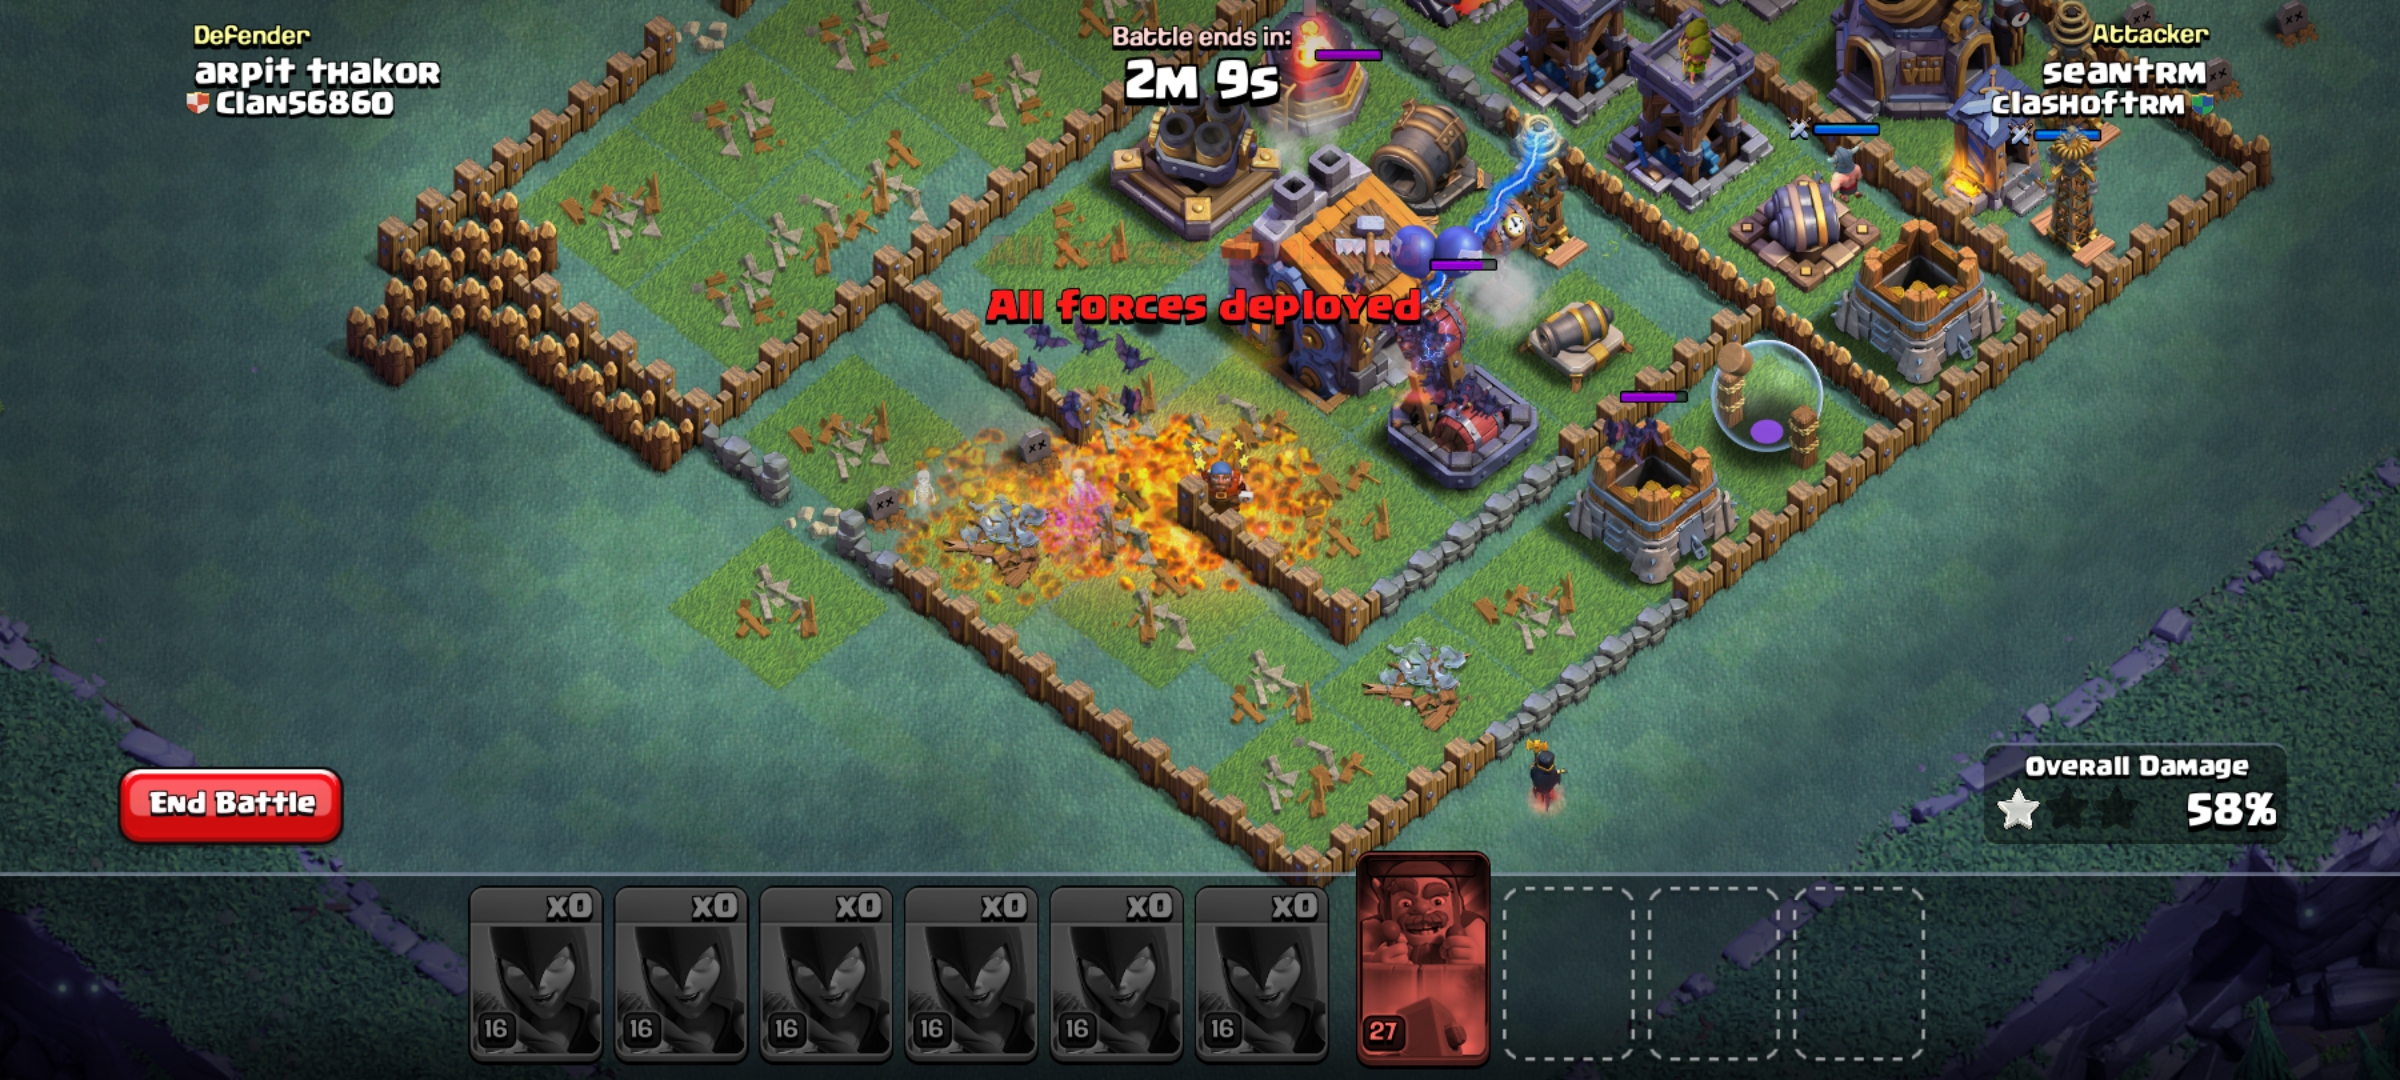 Defender
arpit thakor
Clan56860
Battle ends in:
2m 9s
Attacker
seantrm
clashoftrm
VIII
All forces deployed
End Battle
Overall Damage
58%
x0 x0 x0 x0 x0 x0
16 16 16 16 16 16 27